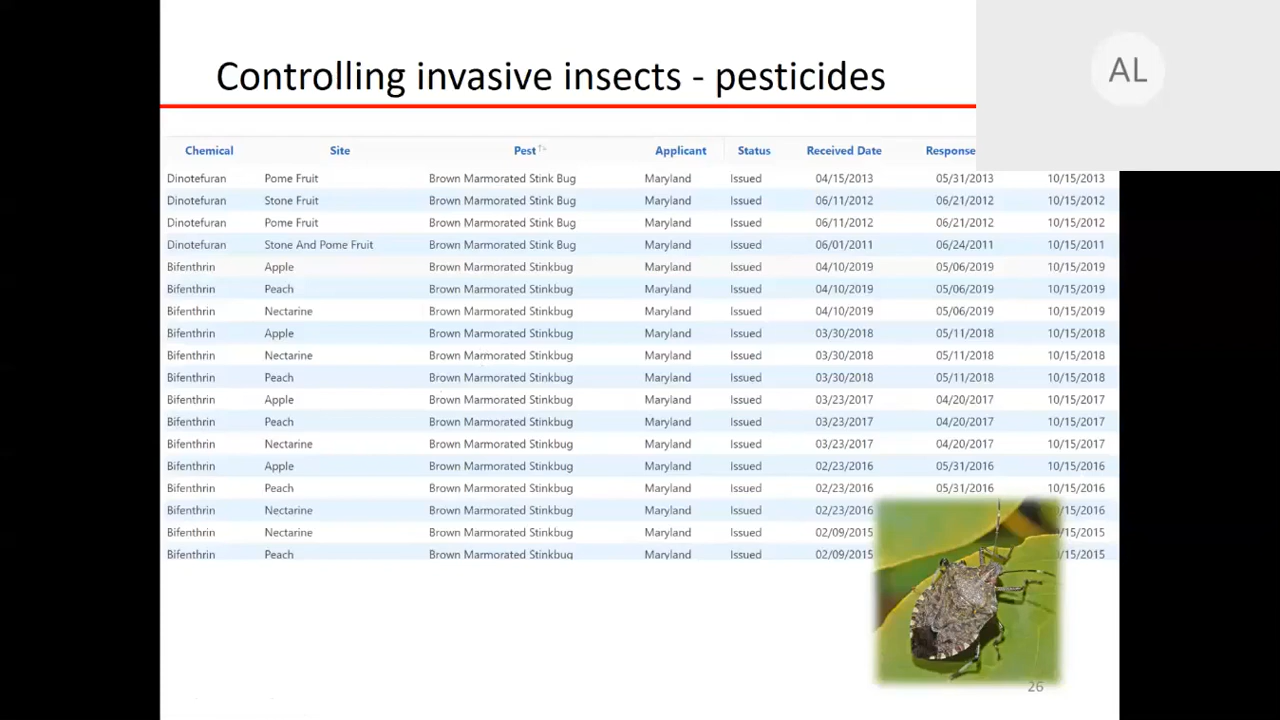 Controlling invasive insects - pesticides
AL
Chemical Site Pest Applicant Status Received Date Response
Dinotefuran Pome Fruit Brown Marmorated Stink Bug Maryland Issued 04/15/2013 05/31/2013 10/15/2013
Dinotefuran Stone Fruit Brown Marmorated Stink Bug Maryland Issued 06/11/2012 06/21/2012 10/15/2012
Dinotefuran Pome Fruit Brown Marmorated Stink Bug Maryland Issued 06/11/2012 06/21/2012 10/15/2012
Dinotefuran Stone And Pome Fruit Brown Marmorated Stink Bug Maryland Issued 06/01/2011 06/24/2011 10/15/2011
Bifenthrin Apple Brown Marmorated Stinkbug Maryland Issued 04/10/2019 05/06/2019 10/15/2019
Bifenthrin Peach Brown Marmorated Stinkbug Maryland Issued 04/10/2019 05/06/2019 10/15/2019
Bifenthrin Nectarine Brown Marmorated Stinkbug Maryland Issued 04/10/2019 05/06/2019 10/15/2019
Bifenthrin Apple Brown Marmorated Stinkbug Maryland Issued 03/30/2018 05/11/2018 10/15/2018
Bifenthrin Nectarine Brown Marmorated Stinkbug Maryland Issued 03/30/2018 05/11/2018 10/15/2018
Bifenthrin Peach Brown Marmorated Stinkbug Maryland Issued 03/30/2018 05/11/2018 10/15/2018
Bifenthrin Apple Brown Marmorated Stinkbug Maryland Issued 03/23/2017 04/20/2017 10/15/2017
Bifenthrin Peach Brown Marmorated Stinkbug Maryland Issued 03/23/2017 04/20/2017 10/15/2017
Bifenthrin Nectarine Brown Marmorated Stinkbug Maryland Issued 03/23/2017 04/20/2017 10/15/2017
Bifenthrin Apple Brown Marmorated Stinkbug Maryland Issued 02/23/2016 05/31/2016 10/15/2016
Bifenthrin Peach Brown Marmorated Stinkbug Maryland Issued 02/23/2016 05/31/2016 10/15/2016
Bifenthrin Nectarine Brown Marmorated Stinkbug Maryland Issued 02/23/2016 /15/2016
Bifenthrin Nectarine Brown Marmorated Stinkbug Maryland Issued 02/09/2015 /15/2015
Bifenthrin Peach Brown Marmorated Stinkbug Maryland Issued 02/09/2015 /15/2015
26